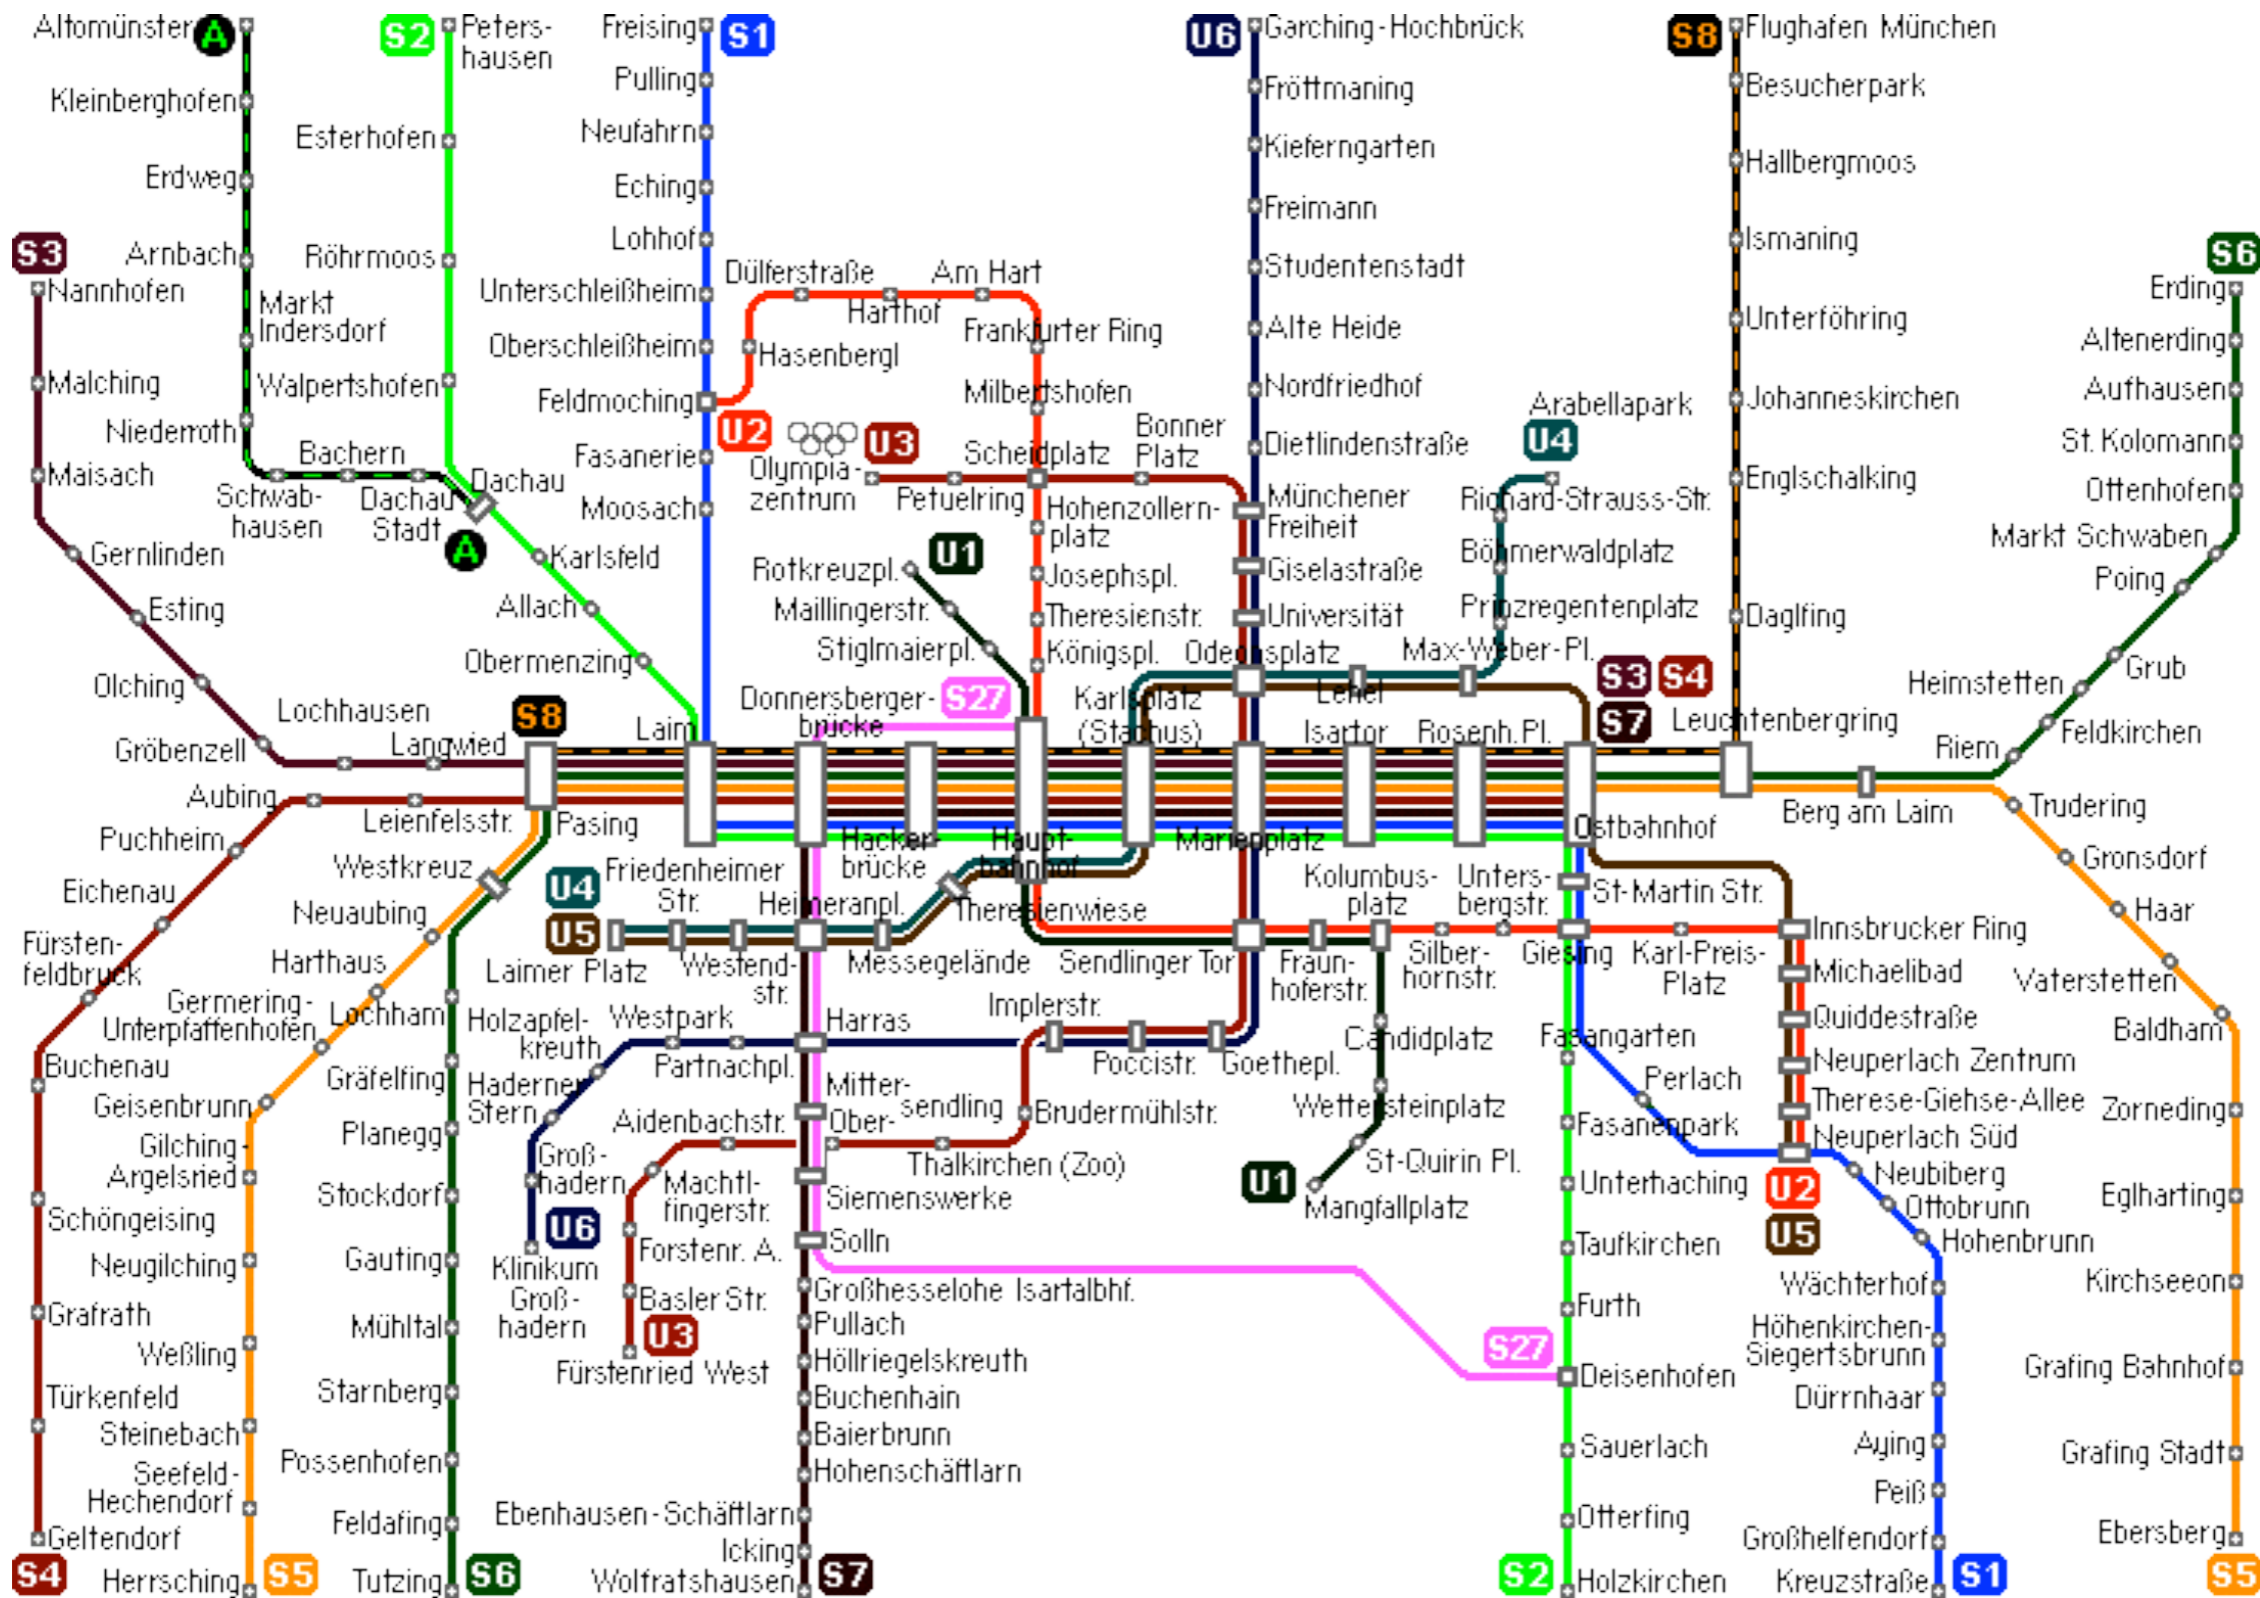 Altomünster
A
S2
Peters-
hausen
Freising
S1
U6
Garching-Hochbrück
S8
Flughafen München
Kleinberghofen
Pulling
Fröttmaning
Besucherpark
Esterhofen
Neufahrn
Kieferngarten
Hallbergmoos
Erdweg
Eching
Freimann
S3
Arnbach
Röhrmoos
Lohhof
Studentenstadt
Ismaning
S6
Nannhofen
Markt
Indersdorf
Unterschleißheim
Dülferstraße
Harthof
Am Hart
Erding
Oberschleißheim
Hasenbergl
Frankfurter Ring
Alte Heide
Unterföhring
Altenerding
Malching
Walpertshofen
Feldmoching
U2
Milbertshofen
Nordfriedhof
Arabellapark
U4
Johanneskirchen
Aufhausen
Niederroth
Bachern
Fasanerie
Olympia-
zentrum
U3
Scheidplatz
Bonner
Platz
Dietlindenstraße
St. Kolomann
Maisach
Schwab-
hausen
Dachau
Stadt
Dachau
A
Moosach
Petuelring
Hohenzollern-
platz
Münchener
Freiheit
Richard-Strauss-Str.
Englschalking
Ottenhofen
Gernlinden
Karlsfeld
Rotkreuzpl.
U1
Josephspl.
Giselastraße
Böhmerwaldplatz
Markt Schwaben
Poing
Esting
Allach
Maillingerstr.
Theresienstr.
Universität
Prinzregentenplatz
Daglfing
Olching
Obermenzing
Stiglmaierpl.
Königspl.
Odeonsplatz
Lehel
Max-Weber-Pl.
S3
S4
S7
Grub
Heimstetten
Gröbenzell
Lochhausen
Langwied
S8
Laim
Donnersberger-
brücke
S27
Karlsplatz
(Stachus)
Isartor
Rosenh. Pl.
Leuchtenbergring
Feldkirchen
Riem
Aubing
Leienfelsstr.
Pasing
Hacker-
brücke
Haupt-
bahnhof
Marienplatz
Ostbahnhof
Berg am Laim
Trudering
Puchheim
Westkreuz
U4
Friedenheimer
Str.
Heimeranpl.
Theresienwiese
Kolumbus-
platz
Unters-
bergstr.
St-Martin Str.
Gronsdorf
Eichenau
Neuaubing
U5
Laimer Platz
Westend-
str.
Messegelände
Sendlinger Tor
Fraun-
hoferstr.
Silber-
hornstr.
Giesing
Karl-Preis-
Platz
Innsbrucker Ring
Haar
Fürsten-
feldbruck
Harthaus
Michaelibad
Vaterstetten
Germering-
Unterpfaffenhofen
Lochham
Holzapfel-
kreuth
Westpark
Partnachpl.
Harras
Implerstr.
Poccistr.
Goethepl.
Candidplatz
Fasangarten
Quiddestraße
Baldham
Buchenau
Gräfelfing
Haderner
Stern
Mitter-
sendling
Ober-
Brudermühlstr.
Wettersteinplatz
Perlach
Neuperlach Zentrum
Geisenbrunn
Planegg
Aidenbachstr.
Thalkirchen (Zoo)
St-Quirin Pl.
Fasanenpark
Therese-Giehse-Allee
Zorneding
Gilching-
Argelsried
Groß-
hadern
Machtl-
fingerstr.
Siemenswerke
U1
Mangfallplatz
Unterhaching
Neuperlach Süd
U2
U5
Neubiberg
Eglharting
Schöngeising
Stockdorf
U6
Klinikum
Groß-
hadern
Forstenr. A.
Solln
Taufkirchen
Ottobrunn
Hohenbrunn
Neugilching
Gauting
Basler Str.
U3
Großhesselohe Isartalbhf.
Furth
Wächterhof
Kirchseeon
Grafrath
Mühltal
Fürstenried West
Pullach
S27
Höhenkirchen-
Siegertsbrunn
Weßling
Höllriegelskreuth
Deisenhofen
Grafing Bahnhof
Türkenfeld
Starnberg
Buchenhain
Dürrnhaar
Steinebach
Possenhofen
Baierbrunn
Sauerlach
Aying
Grafing Stadt
Seefeld-
Hechendorf
Hohenschäftlarn
Peiß
Geltendorf
Feldafing
Ebenhausen-Schäftlarn
Otterfing
Großhelfendorf
Ebersberg
Icking
S4
Herrsching
S5
Tutzing
S6
Wolfratshausen
S7
S2
Holzkirchen
Kreuzstraße
S1
S5